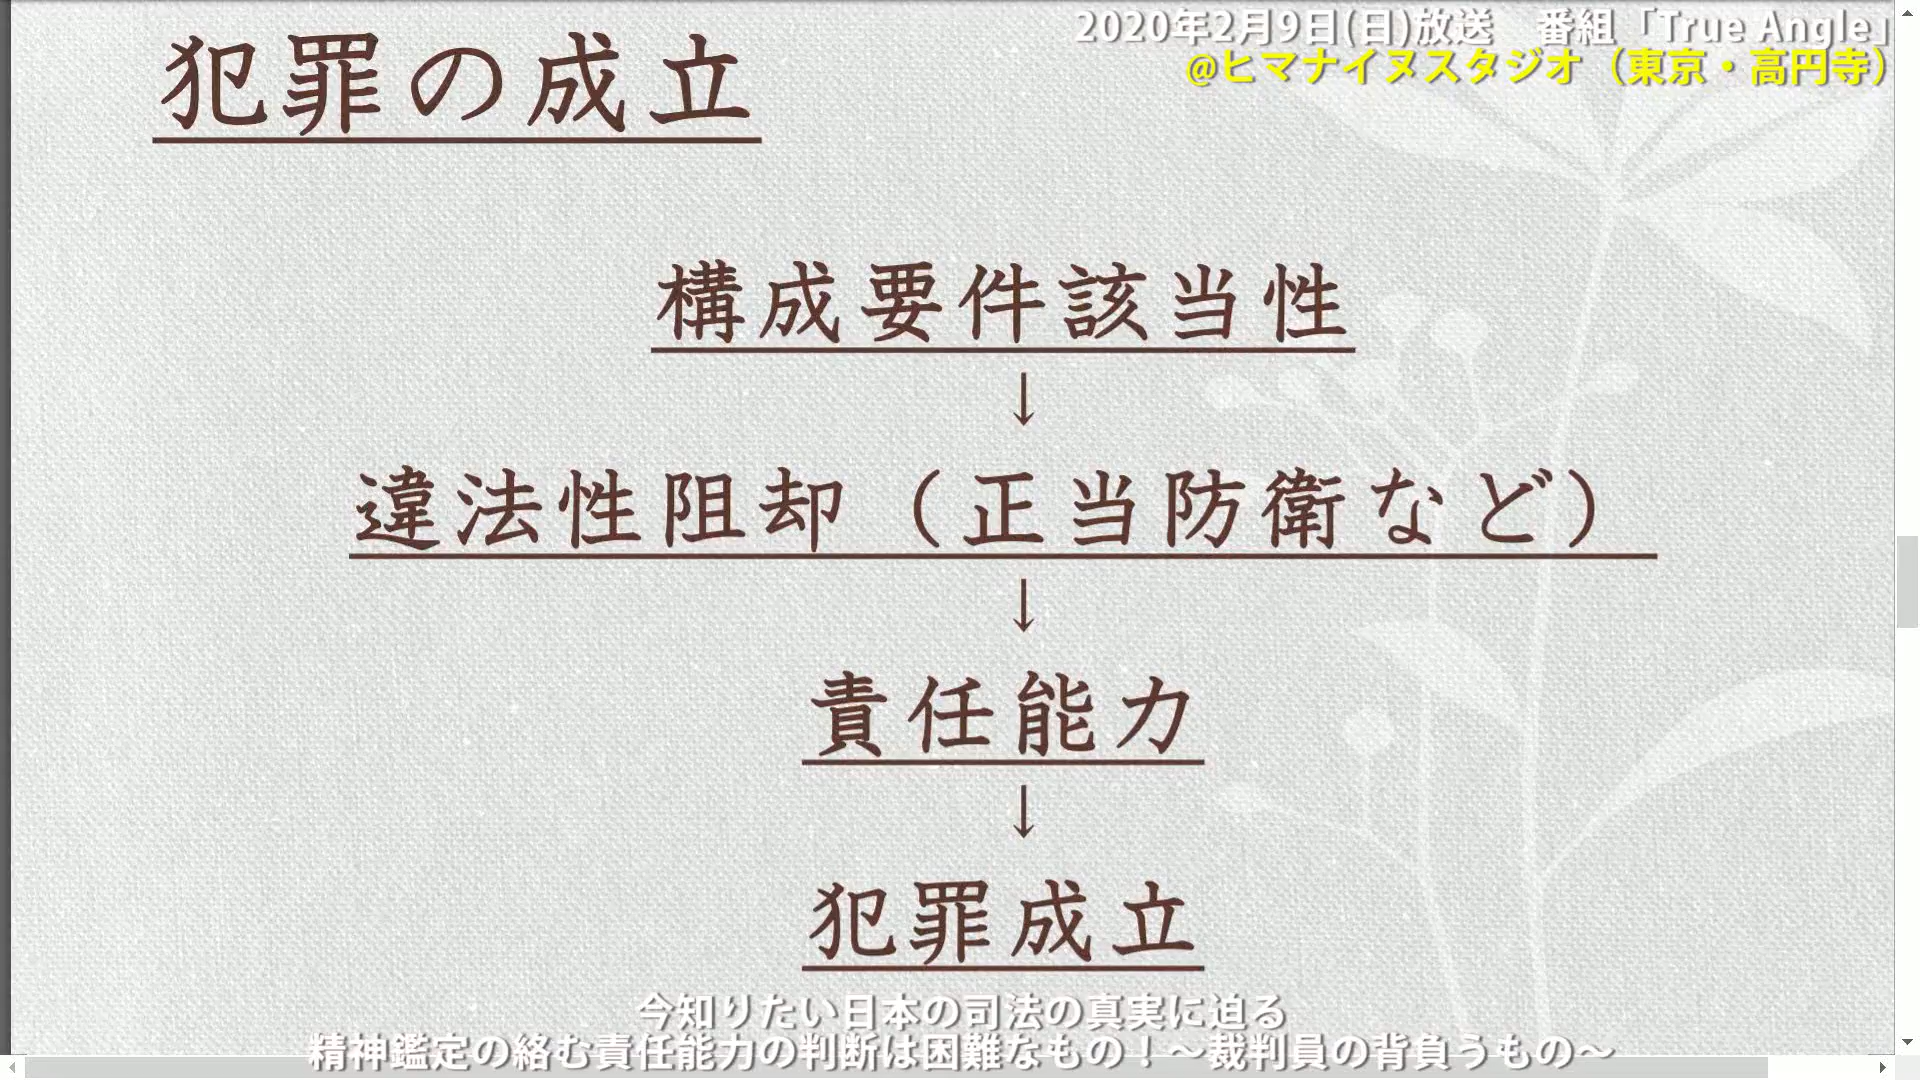 2020年2月9日(日)放送　番組「True Angle」
@ヒマナイヌスタジオ（東京・高円寺）
犯罪の成立
構成要件該当性
↓
違法性阻却（正当防衛など）
↓
責任能力
↓
犯罪成立
今知りたい日本の司法の真実に迫る
精神鑑定の絡む責任能力の判断は困難なもの！～裁判員の背負うもの～